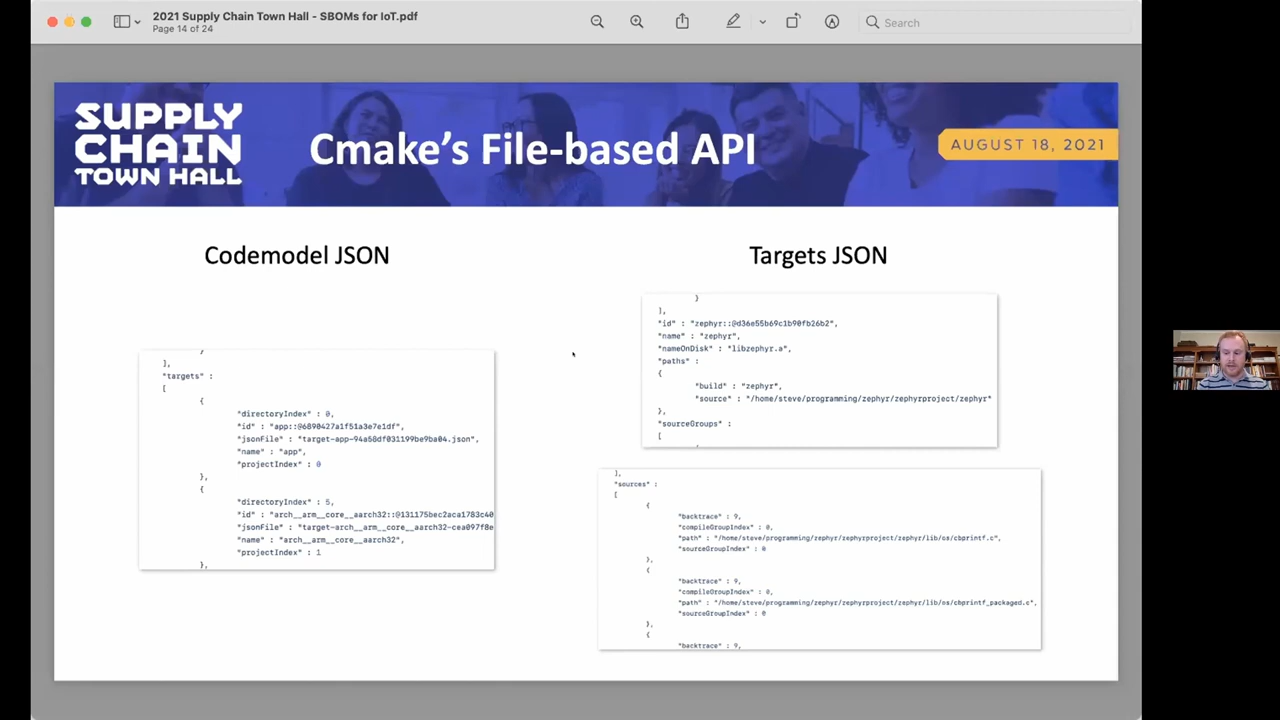 2021 Supply Chain Town Hall - SBOMs for IoT.pdf
Page 14 of 24
Search
SUPPLY
CHAIN
TOWN HALL
Cmake's File-based API
AUGUST 18, 2021
Codemodel JSON
}
],
"targets" :
[
{
"directoryIndex" : 0,
"id" : "app::@6890427a1f51a3e7e1df",
"jsonFile" : "target-app-94a58df031199be9ba04.json",
"name" : "app",
"projectIndex" : 0
},
{
"directoryIndex" : 5,
"id" : "arch__arm__core__aarch32::@131175bec2aca1783c40
"jsonFile" : "target-arch__arm__core__aarch32-cea097f8e
"name" : "arch__arm__core__aarch32",
"projectIndex" : 1
},
Targets JSON
}
],
"id" : "zephyr::@d36e55b69c1b90fb26b2",
"name" : "zephyr",
"nameOnDisk" : "libzephyr.a",
"paths" :
{
"build" : "zephyr",
"source" : "/home/steve/programming/zephyr/zephyrproject/zephyr"
},
"sourceGroups" :
[
],
"sources" :
[
{
"backtrace" : 9,
"compileGroupIndex" : 0,
"path" : "/home/steve/programming/zephyr/zephyrproject/zephyr/lib/os/cbprintf.c",
"sourceGroupIndex" : 0
},
{
"backtrace" : 9,
"compileGroupIndex" : 0,
"path" : "/home/steve/programming/zephyr/zephyrproject/zephyr/lib/os/cbprintf_packaged.c",
"sourceGroupIndex" : 0
},
{
"backtrace" : 9,